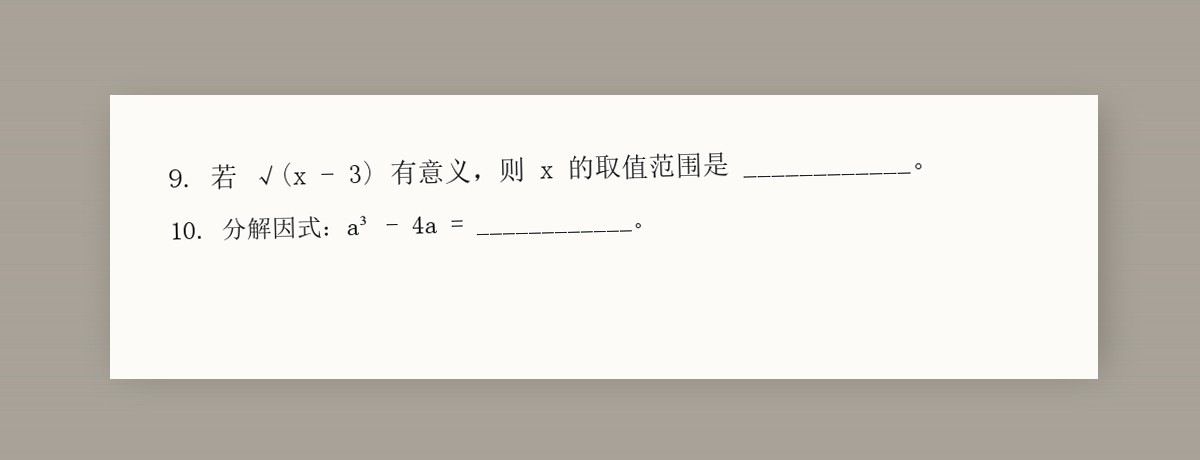 9. 若 √(x - 3) 有意义，则 x 的取值范围是 ____________。
10. 分解因式：a³ - 4a = ____________。